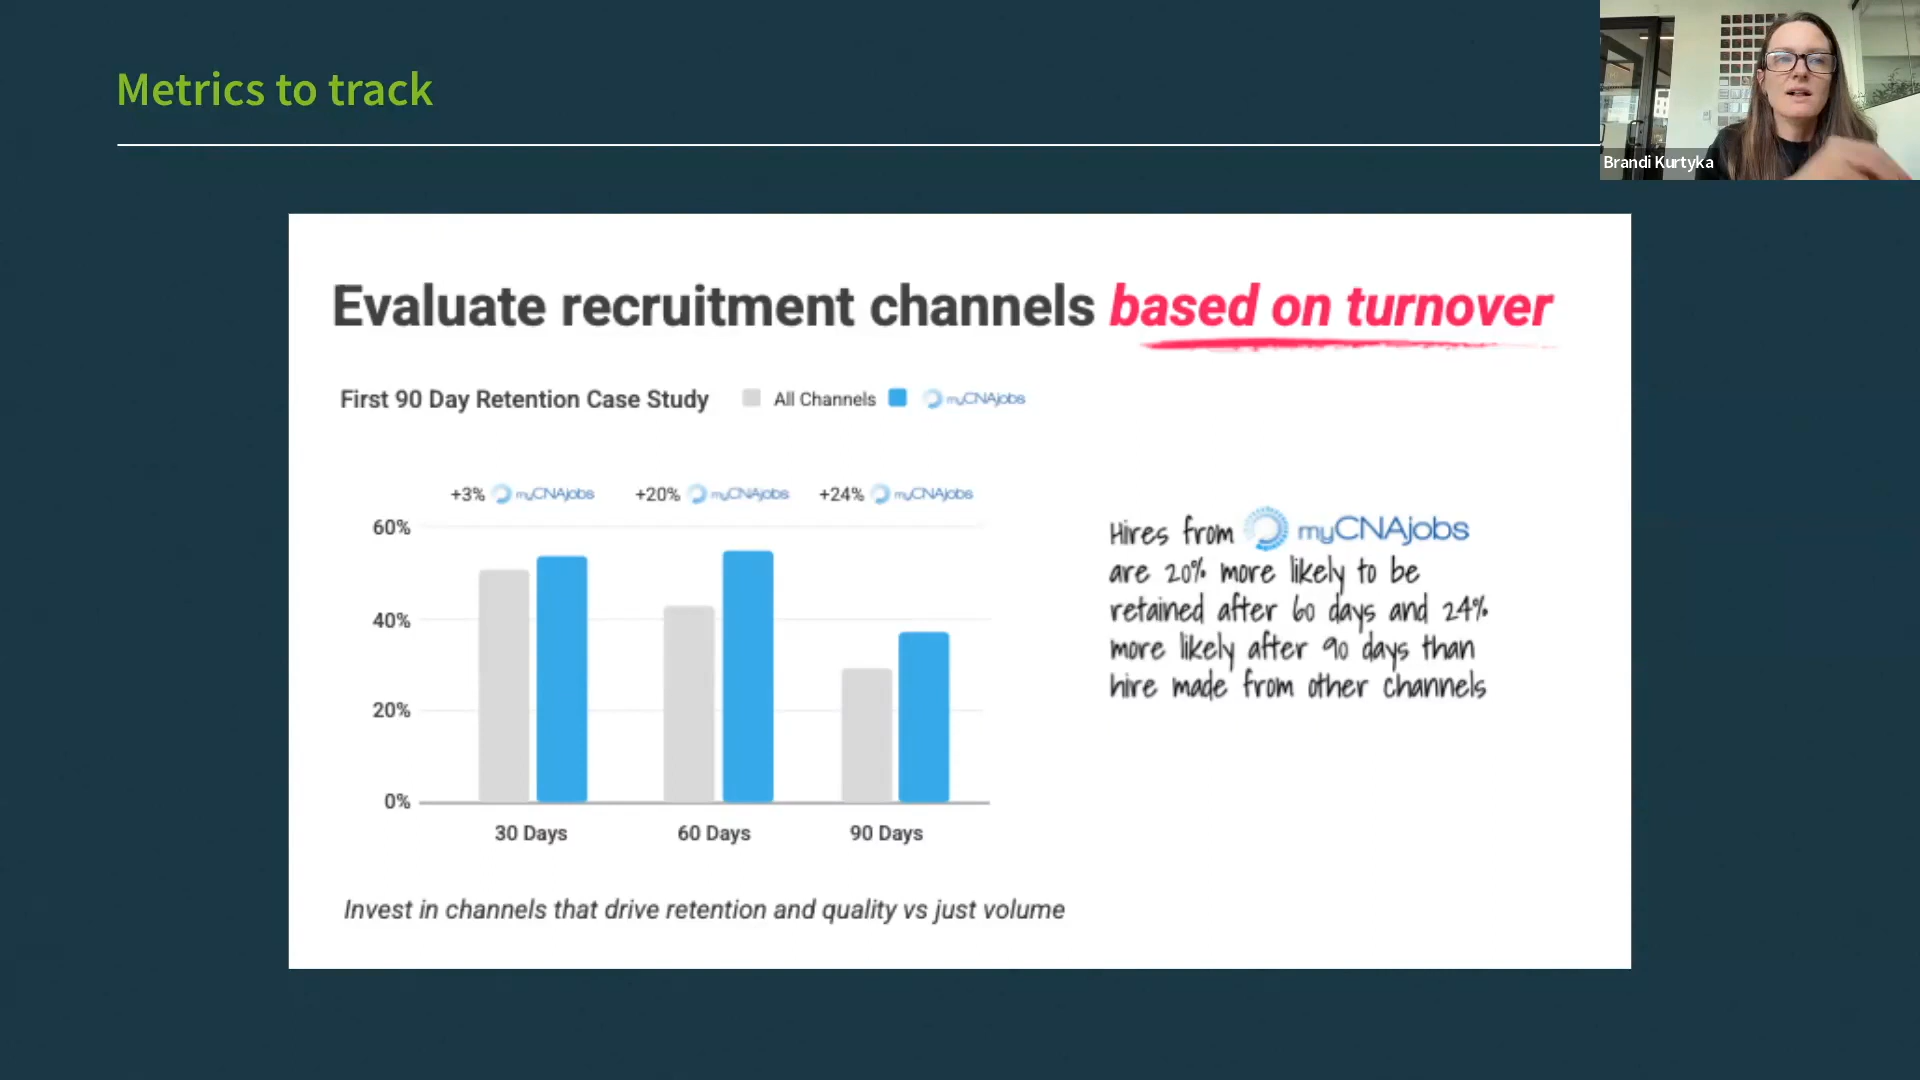 Metrics to track
Brandi Kurtyka
Evaluate recruitment channels based on turnover
First 90 Day Retention Case Study All Channels myCNAjobs
+3% myCNAjobs +20% myCNAjobs +24% myCNAjobs
60%
40%
20%
0%
30 Days 60 Days 90 Days
Hires from myCNAjobs
are 20% more likely to be
retained after 60 days and 24%
more likely after 90 days than
hire made from other channels
Invest in channels that drive retention and quality vs just volume